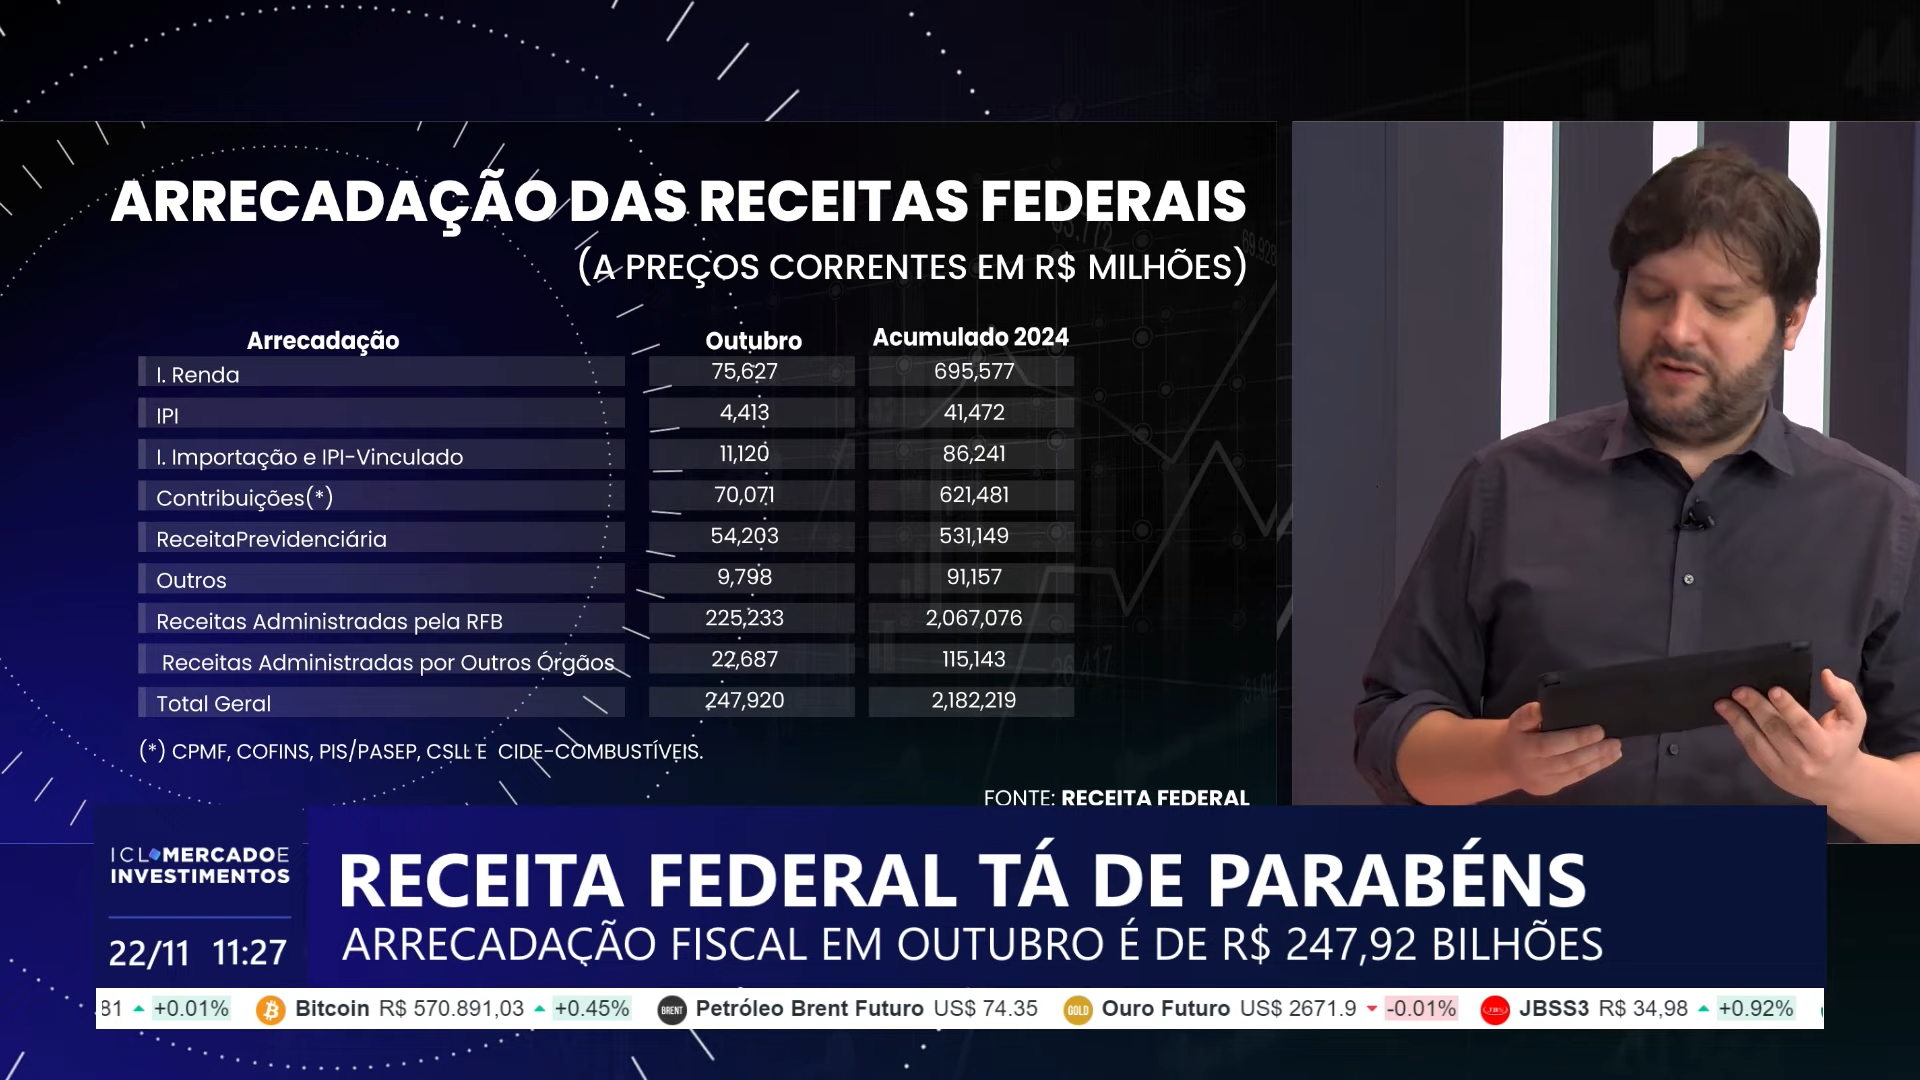 ARRECADAÇÃO DAS RECEITAS FEDERAIS
(A PREÇOS CORRENTES EM R$ MILHÕES)
Arrecadação Outubro Acumulado 2024
I. Renda 75,627 695,577
IPI 4,413 41,472
I. Importação e IPI-Vinculado 11,120 86,241
Contribuições(*) 70,071 621,481
ReceitaPrevidenciária 54,203 531,149
Outros 9,798 91,157
Receitas Administradas pela RFB 225,233 2,067,076
Receitas Administradas por Outros Órgãos 22,687 115,143
Total Geral 247,920 2,182,219
(*) CPMF, COFINS, PIS/PASEP, CSLL E CIDE-COMBUSTÍVEIS.
FONTE: RECEITA FEDERAL
ICL MERCADO E
INVESTIMENTOS
22/11 11:27
RECEITA FEDERAL TÁ DE PARABÉNS
ARRECADAÇÃO FISCAL EM OUTUBRO É DE R$ 247,92 BILHÕES
81 +0.01% Bitcoin R$ 570.891,03 +0.45% BRENT Petróleo Brent Futuro US$ 74.35 GOLD Ouro Futuro US$ 2671.9 -0.01% JBS JBSS3 R$ 34,98 +0.92%